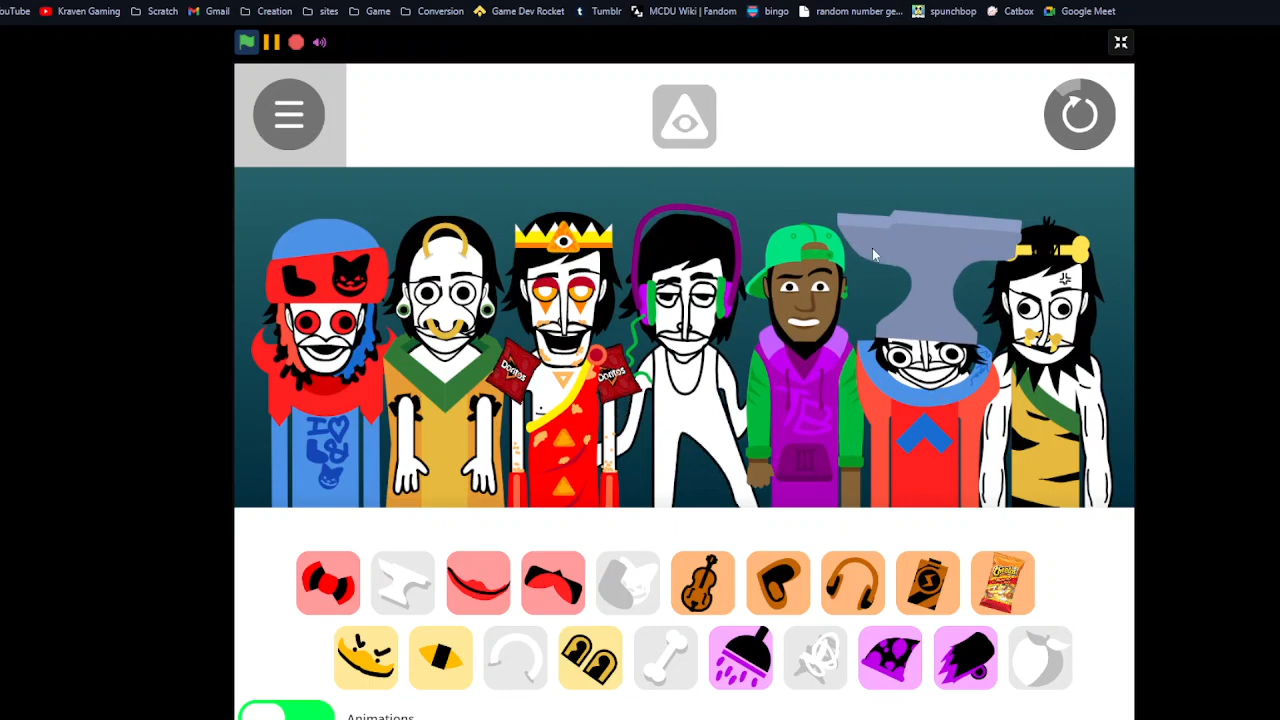 ouTube Kraven Gaming Scratch Gmail Creation sites Game Conversion Game Dev Rocket Tumblr MCDU Wiki | Fandom bingo random number ge... spunchbop Catbox Google Meet
Doritos Doritos
Cheetos
Animations